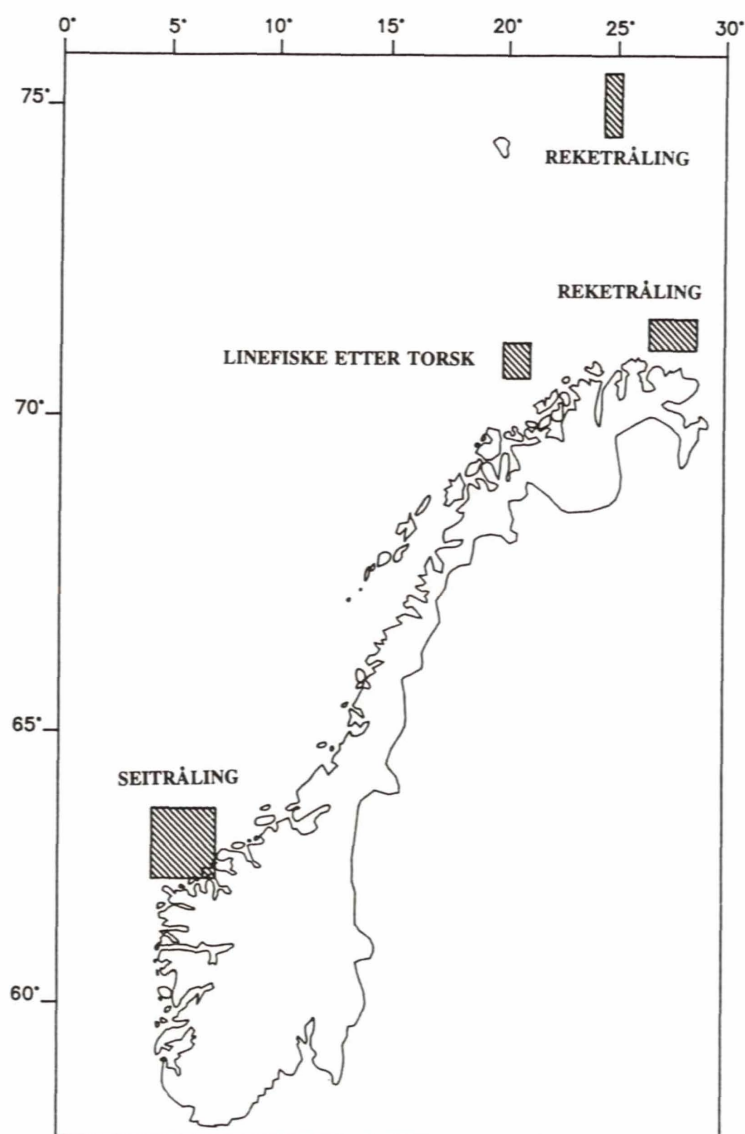 0° 5° 10° 15° 20° 25° 30°
75°
REKETRÅLING
REKETRÅLING
LINEFISKE ETTER TORSK
70°
65°
SEITRÅLING
60°